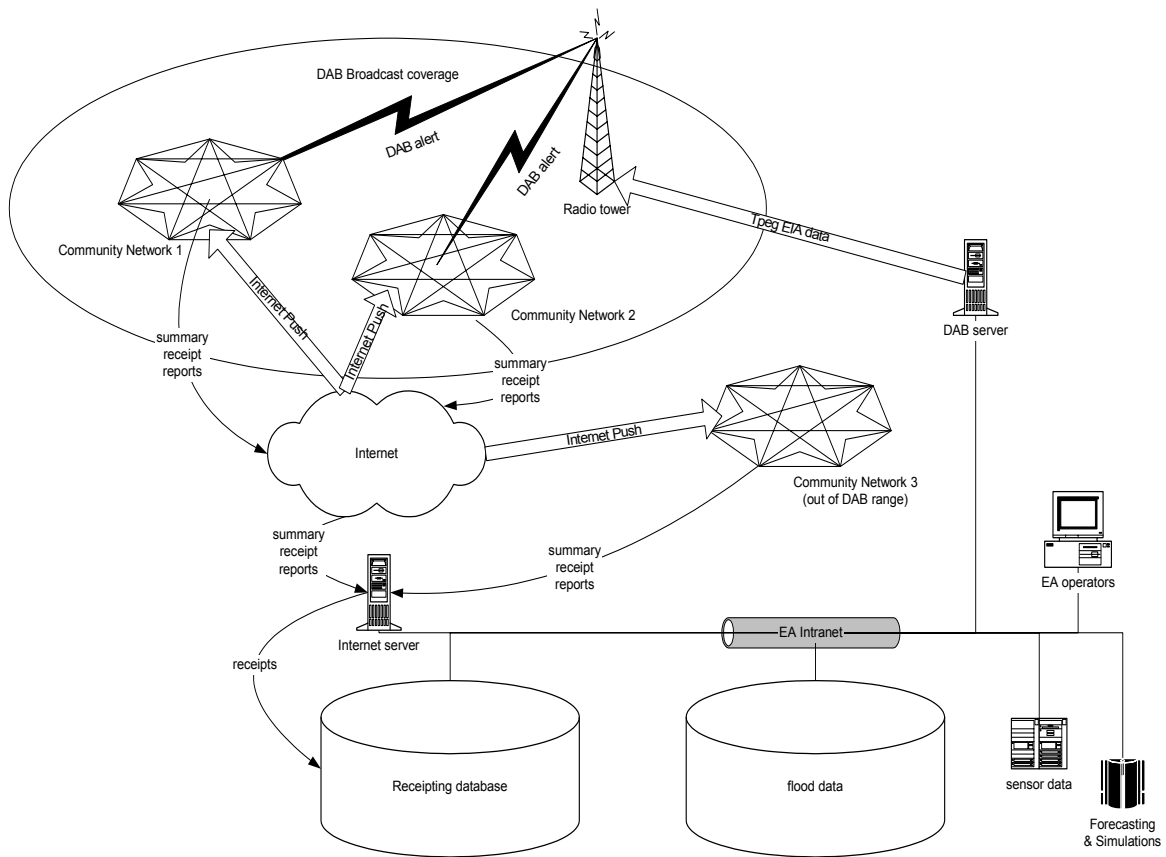 DAB Broadcast coverage
DAB alert
DAB alert
Radio tower
Tpeg EIA data
Community Network 1
Internet Push
Internet Push
Community Network 2
DAB server
summary
receipt
reports
summary
receipt
reports
Internet
Internet Push
Community Network 3
(out of DAB range)
summary
receipt
reports
summary
receipt
reports
EA operators
Internet server
EA Intranet
receipts
Receipting database
flood data
sensor data
Forecasting
& Simulations